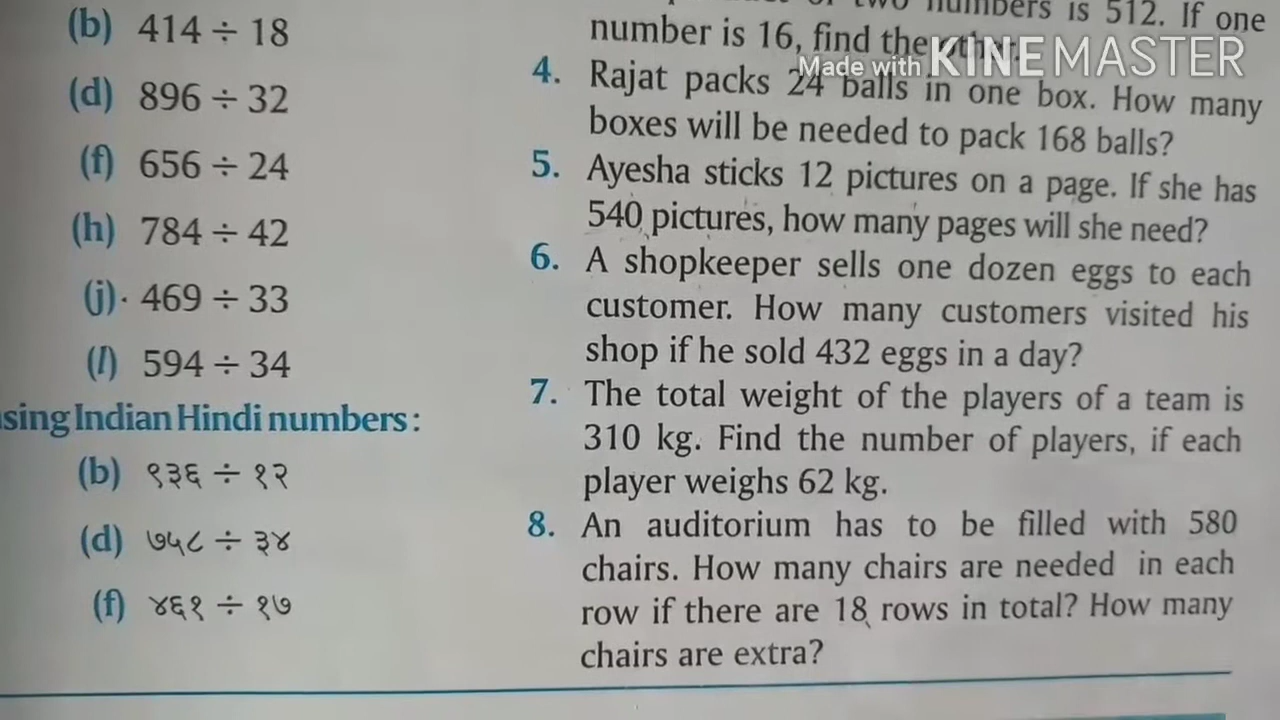 (b) 414 ÷ 18
(d) 896 ÷ 32
(f) 656 ÷ 24
(h) 784 ÷ 42
(j) 469 ÷ 33
(l) 594 ÷ 34
sing Indian Hindi numbers:
(b) ९३६ ÷ १२
(d) ७५८ ÷ ३४
(f) ४६१ ÷ १७
two numbers is 512. If one
number is 16, find the other.
Made with KINEMASTER
4. Rajat packs 24 balls in one box. How many
boxes will be needed to pack 168 balls?
5. Ayesha sticks 12 pictures on a page. If she has
540 pictures, how many pages will she need?
6. A shopkeeper sells one dozen eggs to each
customer. How many customers visited his
shop if he sold 432 eggs in a day?
7. The total weight of the players of a team is
310 kg. Find the number of players, if each
player weighs 62 kg.
8. An auditorium has to be filled with 580
chairs. How many chairs are needed in each
row if there are 18 rows in total? How many
chairs are extra?